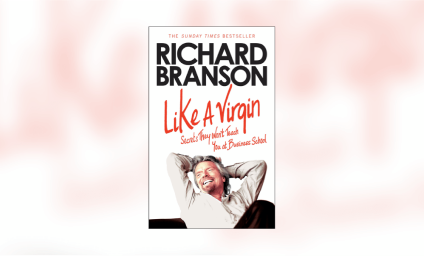 THE SUNDAY TIMES BESTSELLER
RICHARD
BRANSON
Like A Virgin
Secrets They Won't Teach
You at Business School